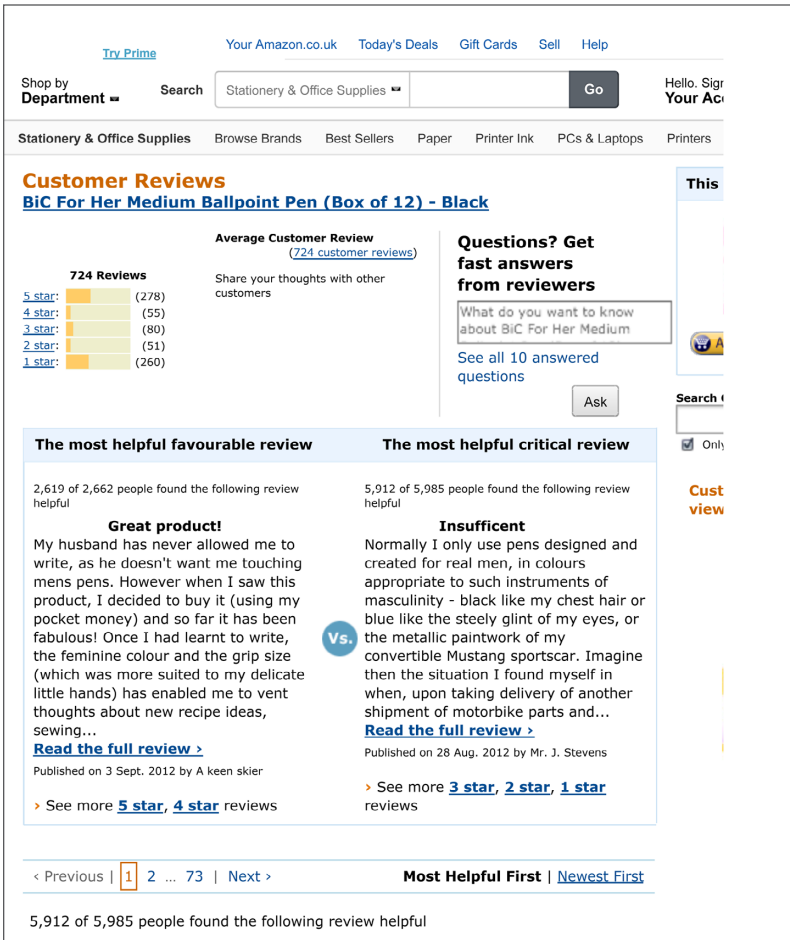 Try Prime
Your Amazon.co.uk Today's Deals Gift Cards Sell Help
Shop by
Department
Search
Stationery & Office Supplies
Go
Hello. Sign
Your Acc
Stationery & Office Supplies Browse Brands Best Sellers Paper Printer Ink PCs & Laptops Printers
Customer Reviews
BiC For Her Medium Ballpoint Pen (Box of 12) - Black
724 Reviews
5 star: (278)
4 star: (55)
3 star: (80)
2 star: (51)
1 star: (260)
Average Customer Review
(724 customer reviews)
Share your thoughts with other
customers
Questions? Get
fast answers
from reviewers
What do you want to know
about BiC For Her Medium
See all 10 answered
questions
Ask
This
A
Search
Only
Cust
view
The most helpful favourable review
2,619 of 2,662 people found the following review
helpful
Great product!
My husband has never allowed me to
write, as he doesn't want me touching
mens pens. However when I saw this
product, I decided to buy it (using my
pocket money) and so far it has been
fabulous! Once I had learnt to write,
the feminine colour and the grip size
(which was more suited to my delicate
little hands) has enabled me to vent
thoughts about new recipe ideas,
sewing...
Read the full review ›
Published on 3 Sept. 2012 by A keen skier
› See more 5 star, 4 star reviews
Vs.
The most helpful critical review
5,912 of 5,985 people found the following review
helpful
Insufficent
Normally I only use pens designed and
created for real men, in colours
appropriate to such instruments of
masculinity - black like my chest hair or
blue like the steely glint of my eyes, or
the metallic paintwork of my
convertible Mustang sportscar. Imagine
then the situation I found myself in
when, upon taking delivery of another
shipment of motorbike parts and...
Read the full review ›
Published on 28 Aug. 2012 by Mr. J. Stevens
› See more 3 star, 2 star, 1 star
reviews
‹ Previous | 1 2 ... 73 | Next ›
Most Helpful First | Newest First
5,912 of 5,985 people found the following review helpful